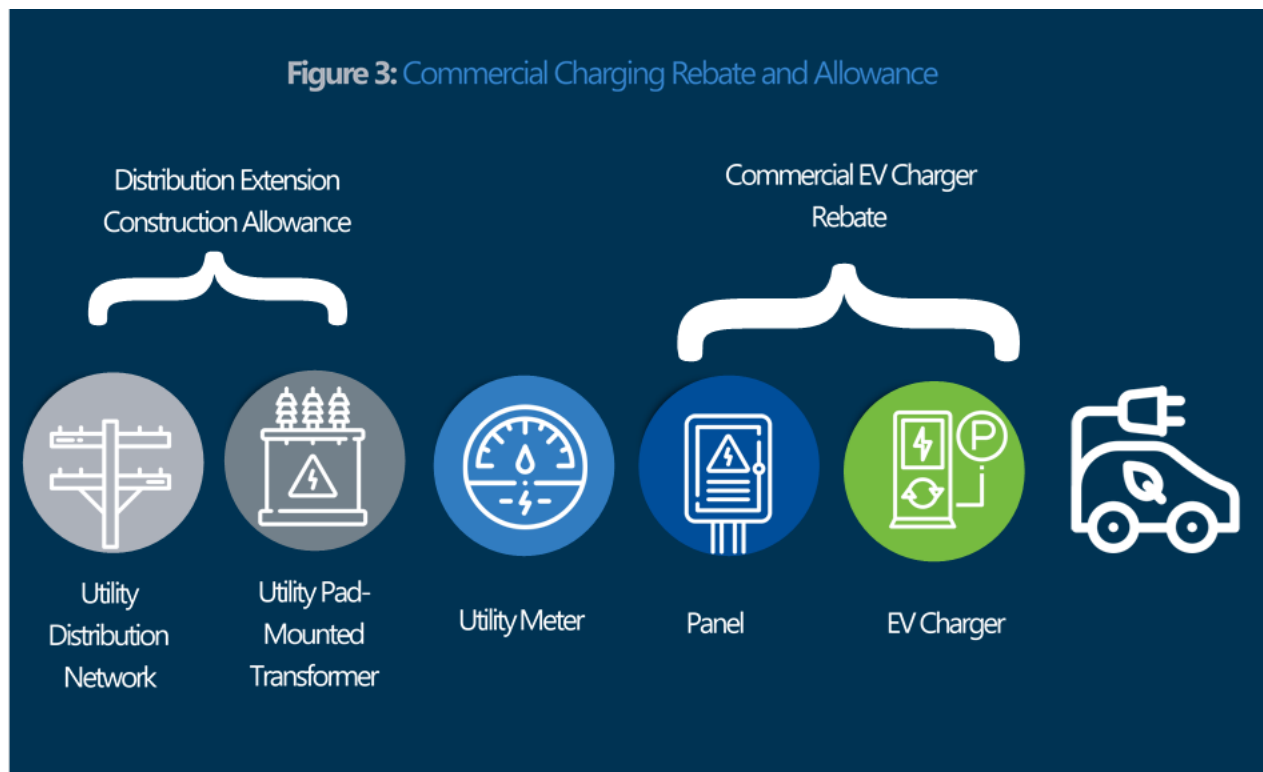 Figure 3: Commercial Charging Rebate and Allowance
Distribution Extension
Construction Allowance
Commercial EV Charger
Rebate
P
Utility
Distribution
Network
Utility Pad-
Mounted
Transformer
Utility Meter
Panel
EV Charger